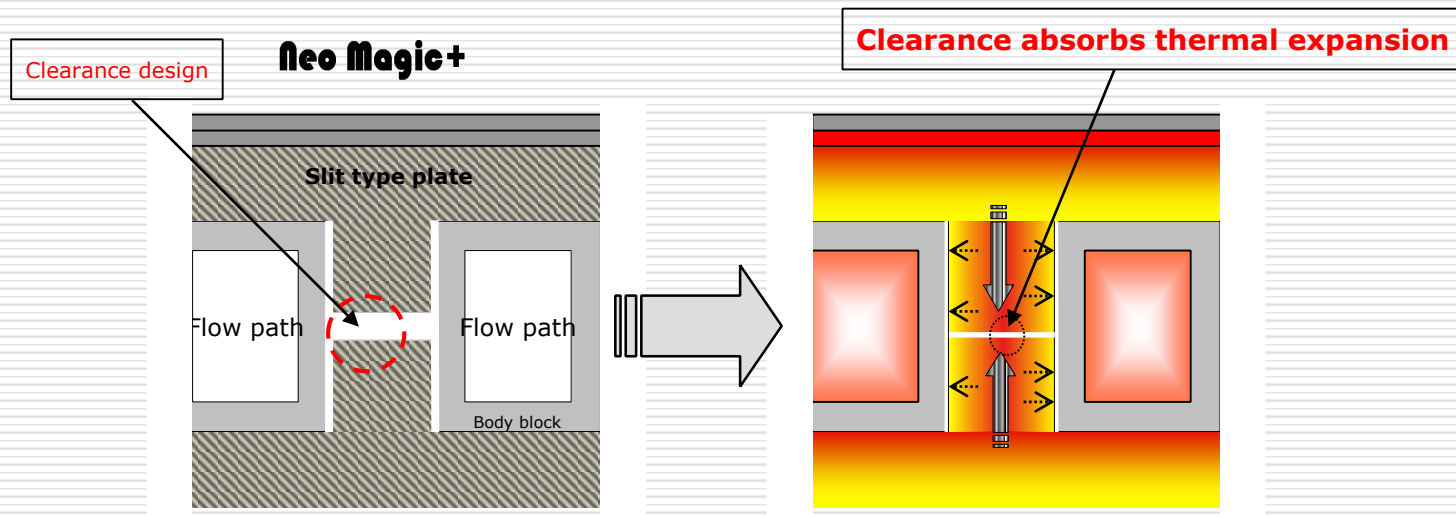 Neo Magic+
Clearance absorbs thermal expansion
Clearance design
Slit type plate
Flow path
Flow path
Body block